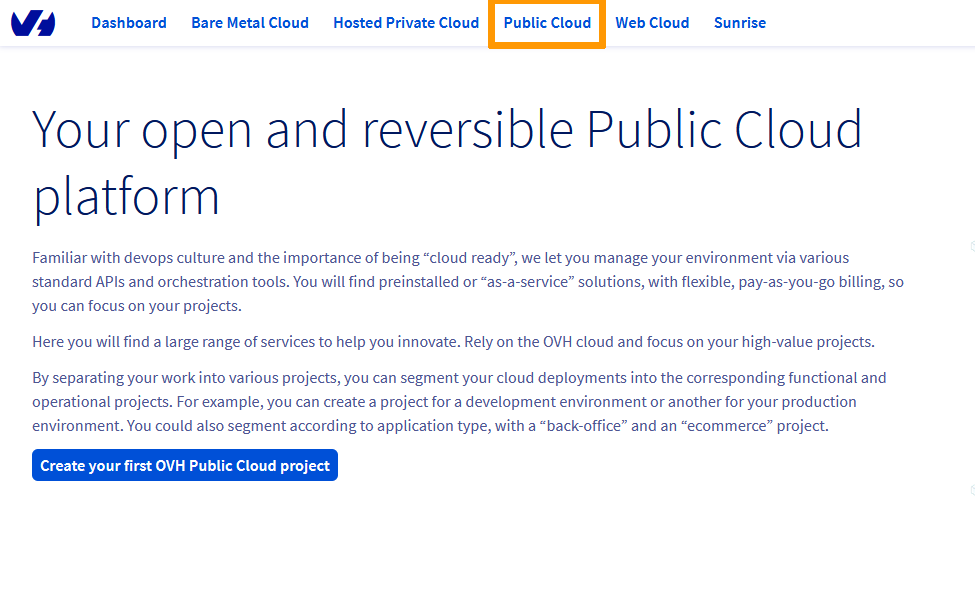 Dashboard Bare Metal Cloud Hosted Private Cloud Public Cloud Web Cloud Sunrise
Your open and reversible Public Cloud
platform
Familiar with devops culture and the importance of being “cloud ready”, we let you manage your environment via various
standard APIs and orchestration tools. You will find preinstalled or “as-a-service” solutions, with flexible, pay-as-you-go billing, so
you can focus on your projects.
Here you will find a large range of services to help you innovate. Rely on the OVH cloud and focus on your high-value projects.
By separating your work into various projects, you can segment your cloud deployments into the corresponding functional and
operational projects. For example, you can create a project for a development environment or another for your production
environment. You could also segment according to application type, with a “back-office” and an “ecommerce” project.
Create your first OVH Public Cloud project